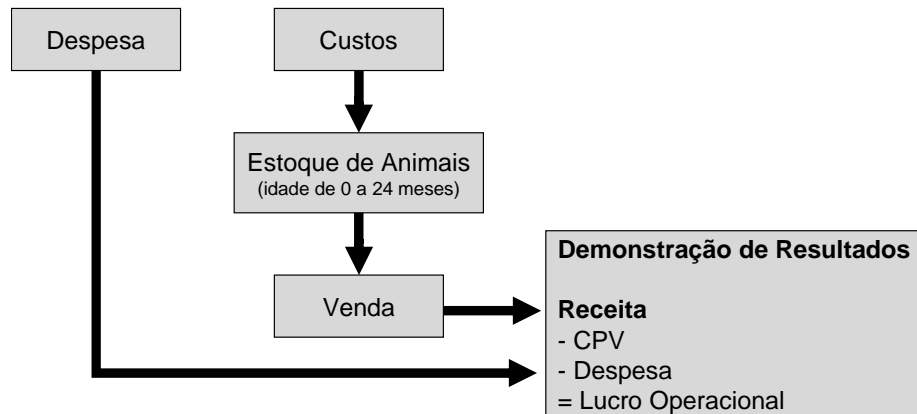 Despesa
Custos
Estoque de Animais
(idade de 0 a 24 meses)
Venda
Demonstração de Resultados
Receita
- CPV
- Despesa
= Lucro Operacional